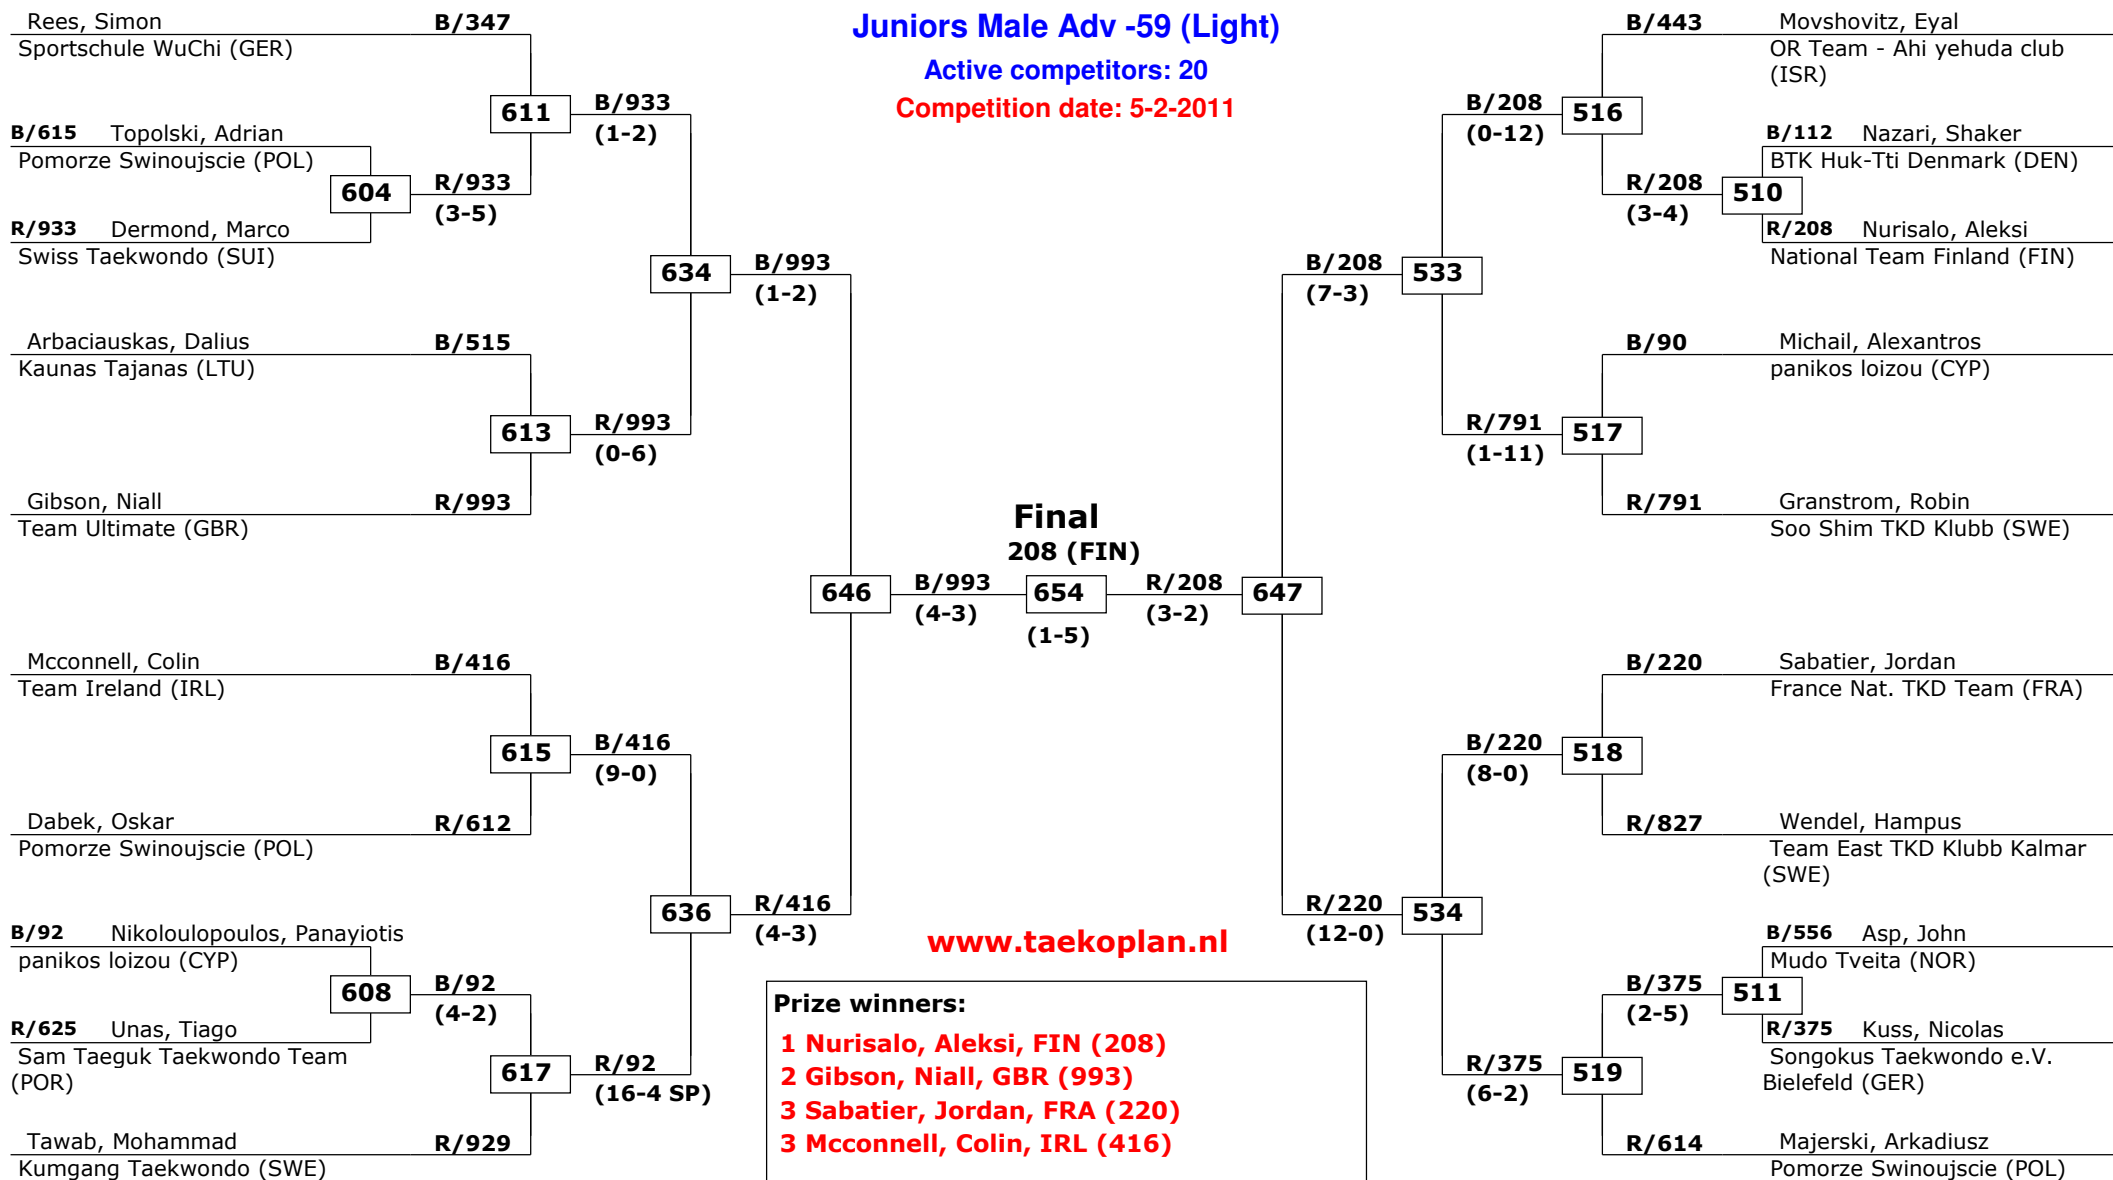 Juniors Male Adv -59 (Light)
Active competitors: 20
Competition date: 5-2-2011
Rees, Simon
B/347
Sportschule WuChi (GER)
611
B/933
(1-2)
B/615 Topolski, Adrian
Pomorze Swinoujscie (POL)
604
R/933
(3-5)
R/933 Dermond, Marco
Swiss Taekwondo (SUI)
634
B/993
(1-2)
Arbaciauskas, Dalius
B/515
Kaunas Tajanas (LTU)
613
R/993
(0-6)
Gibson, Niall
R/993
Team Ultimate (GBR)
646
B/993
(4-3)
Mcconnell, Colin
B/416
Team Ireland (IRL)
615
B/416
(9-0)
Dabek, Oskar
R/612
Pomorze Swinoujscie (POL)
636
R/416
(4-3)
B/92 Nikoloulopoulos, Panayiotis
panikos loizou (CYP)
608
B/92
(4-2)
R/625 Unas, Tiago
Sam Taeguk Taekwondo Team
(POR)
617
R/92
(16-4 SP)
Tawab, Mohammad
R/929
Kumgang Taekwondo (SWE)
Final
208 (FIN)
654
(1-5)
R/208
(3-2)
647
B/443
Movshovitz, Eyal
OR Team - Ahi yehuda club
(ISR)
B/208
(0-12)
516
B/112 Nazari, Shaker
BTK Huk-Tti Denmark (DEN)
R/208
(3-4)
510
R/208 Nurisalo, Aleksi
National Team Finland (FIN)
B/208
(7-3)
533
B/90
Michail, Alexantros
panikos loizou (CYP)
R/791
(1-11)
517
R/791
Granstrom, Robin
Soo Shim TKD Klubb (SWE)
B/220
Sabatier, Jordan
France Nat. TKD Team (FRA)
B/220
(8-0)
518
R/827
Wendel, Hampus
Team East TKD Klubb Kalmar
(SWE)
R/220
(12-0)
534
B/556 Asp, John
Mudo Tveita (NOR)
B/375
(2-5)
511
R/375 Kuss, Nicolas
Songokus Taekwondo e.V.
Bielefeld (GER)
R/375
(6-2)
519
R/614
Majerski, Arkadiusz
Pomorze Swinoujscie (POL)
www.taekoplan.nl
Prize winners:
1 Nurisalo, Aleksi, FIN (208)
2 Gibson, Niall, GBR (993)
3 Sabatier, Jordan, FRA (220)
3 Mcconnell, Colin, IRL (416)